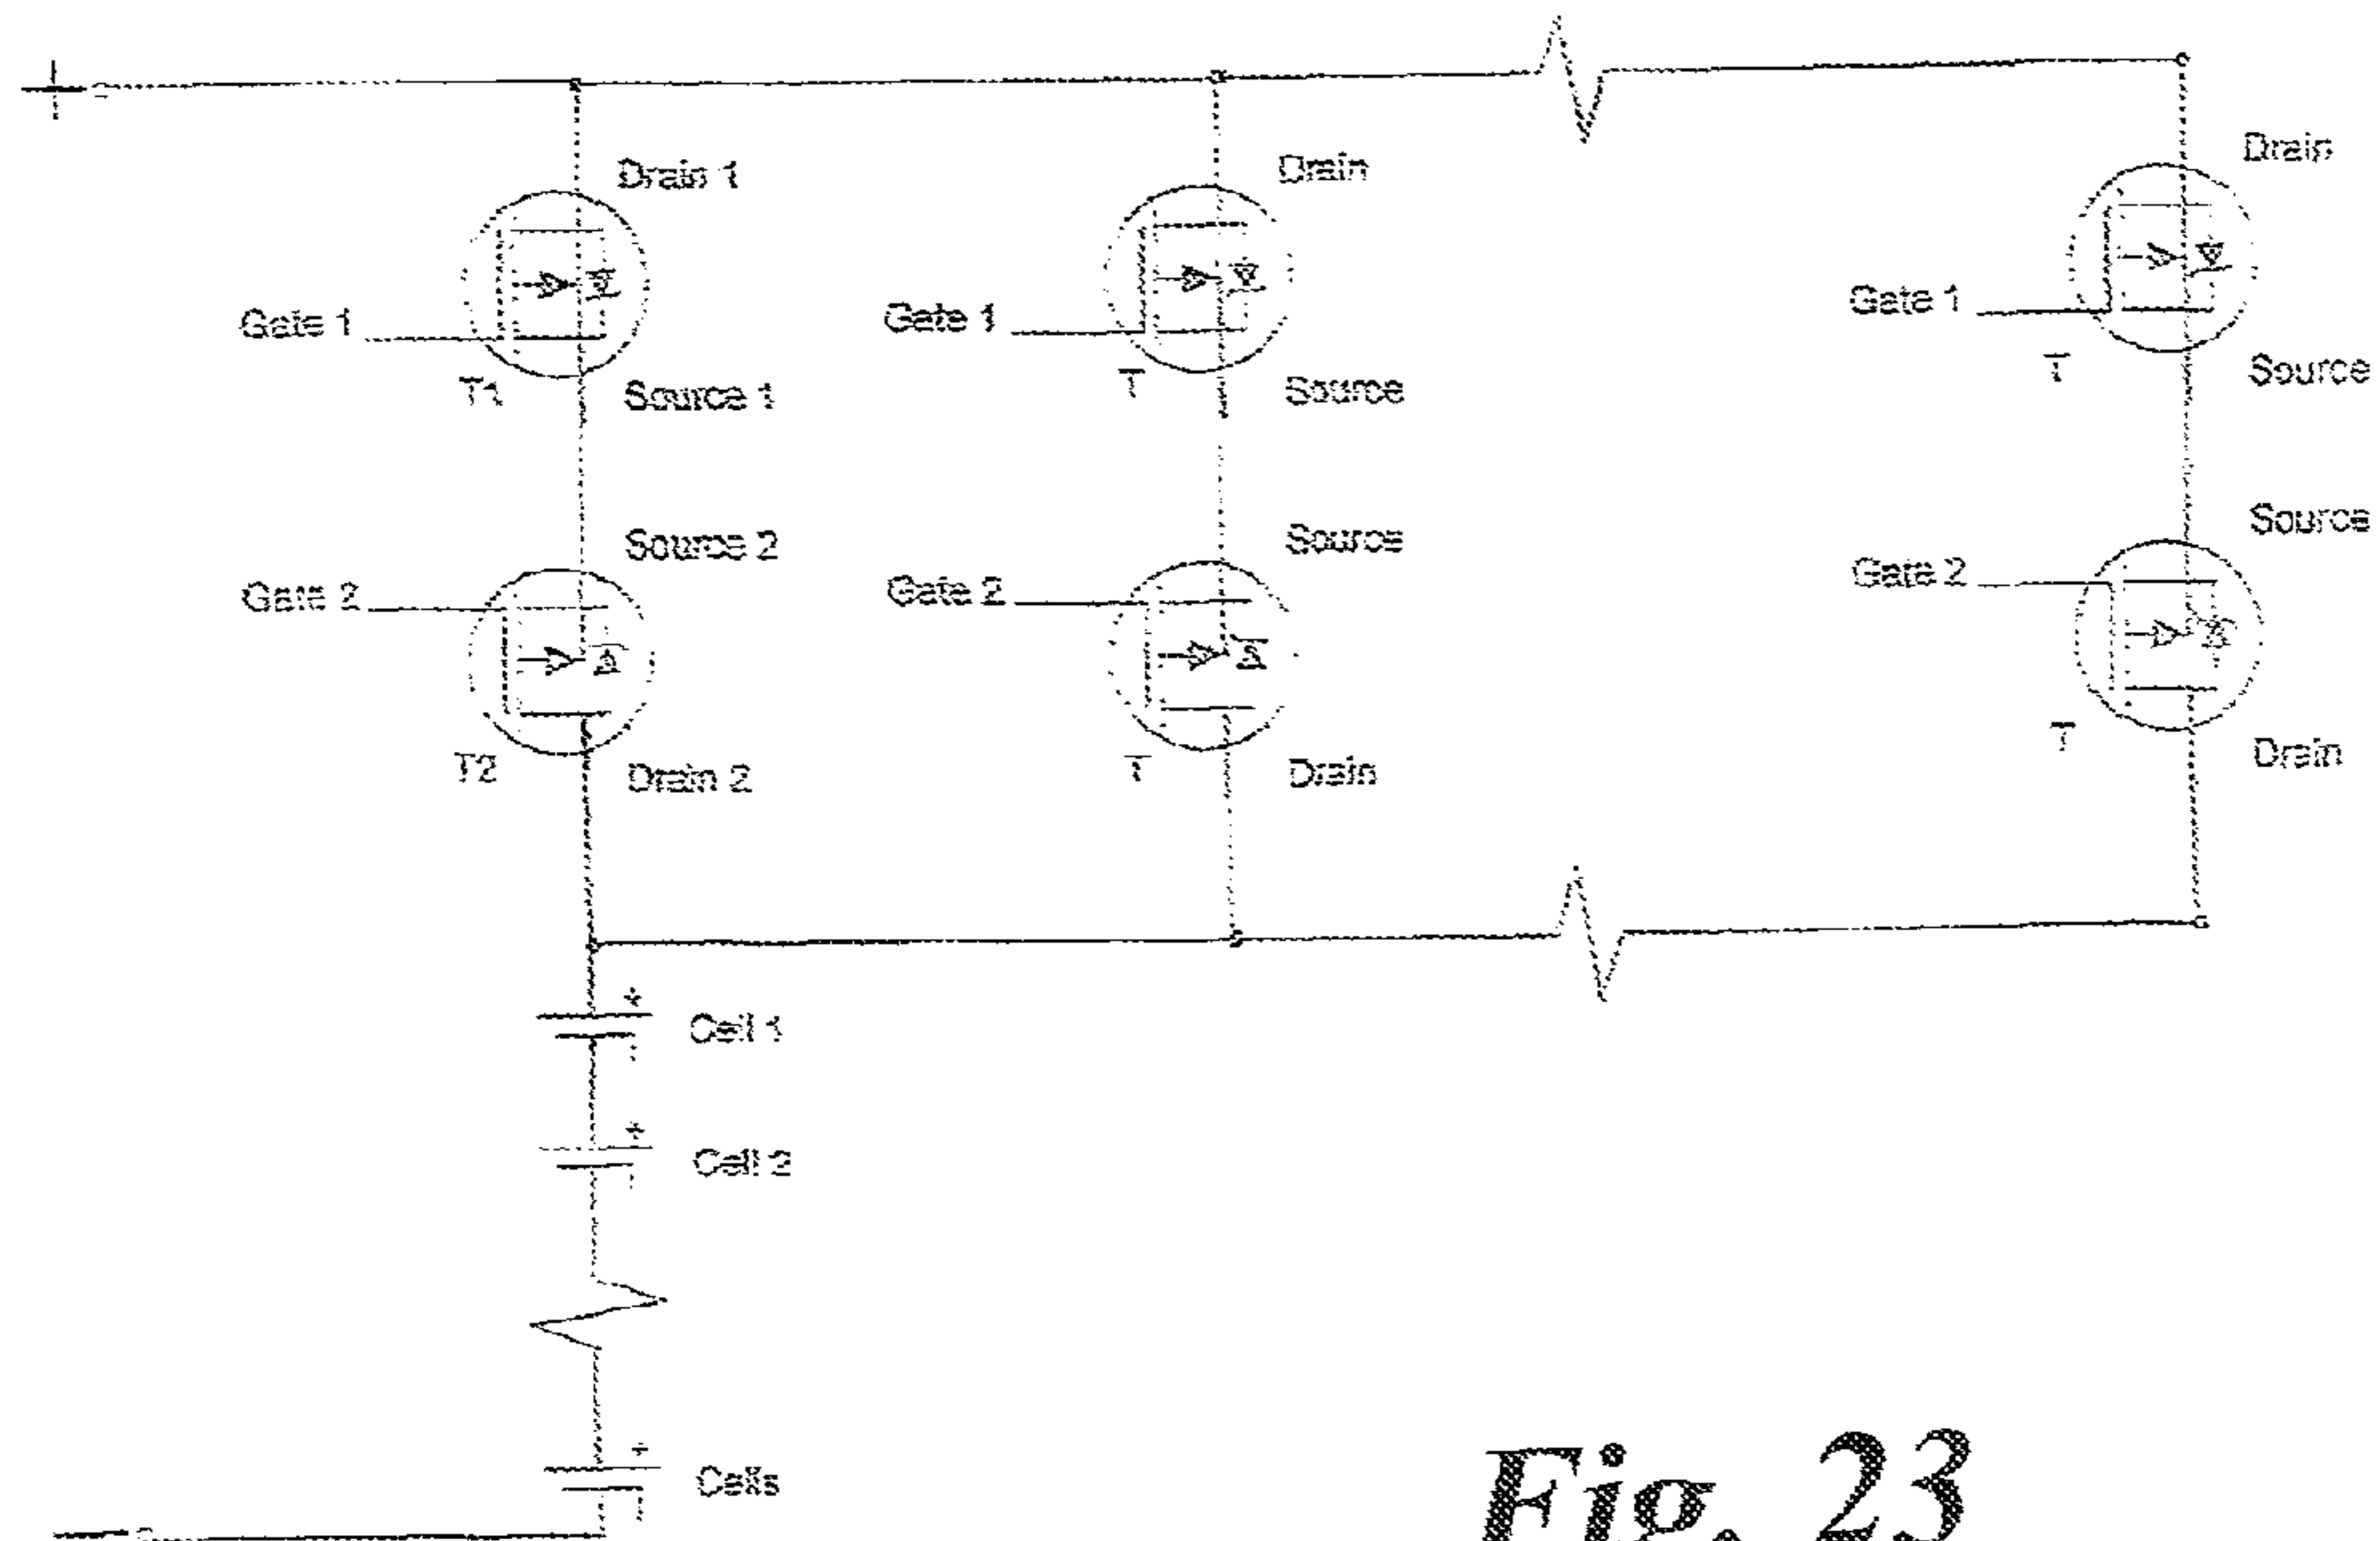 +
Drain 1
Drain
Drain
Gate 1
Gate 1
Gate 1
T1
Source 1
T
Source
T
Source
Source 2
Source
Source
Gate 2
Gate 2
Gate 2
T2
Drain 2
T
Drain
T
Drain
+
Cell 1
-
+
Cell 2
-
+
Cells
-
-
Fig. 23